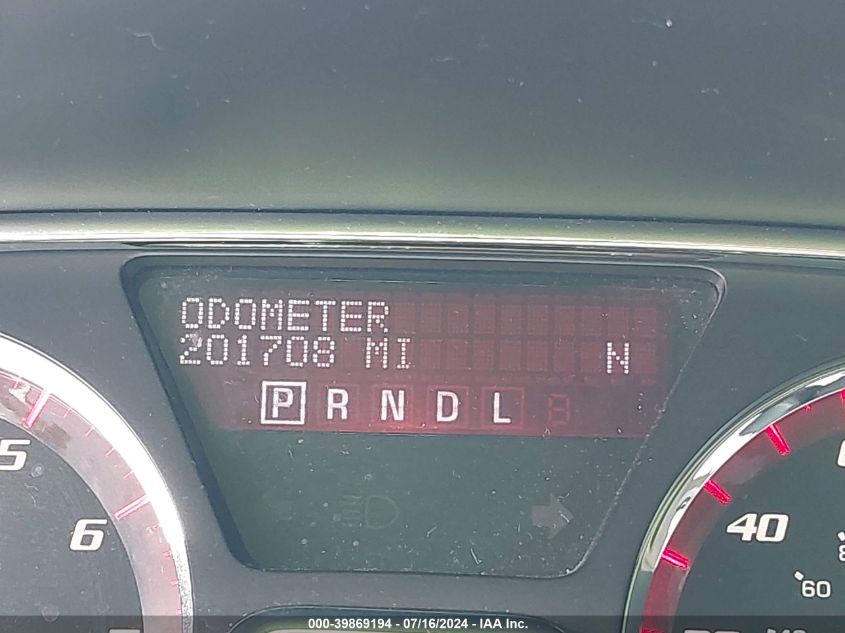 ODOMETER
201708 MI N
P R N D L
5
6
40
60
000-39869194 - 07/16/2024 - IAA Inc.